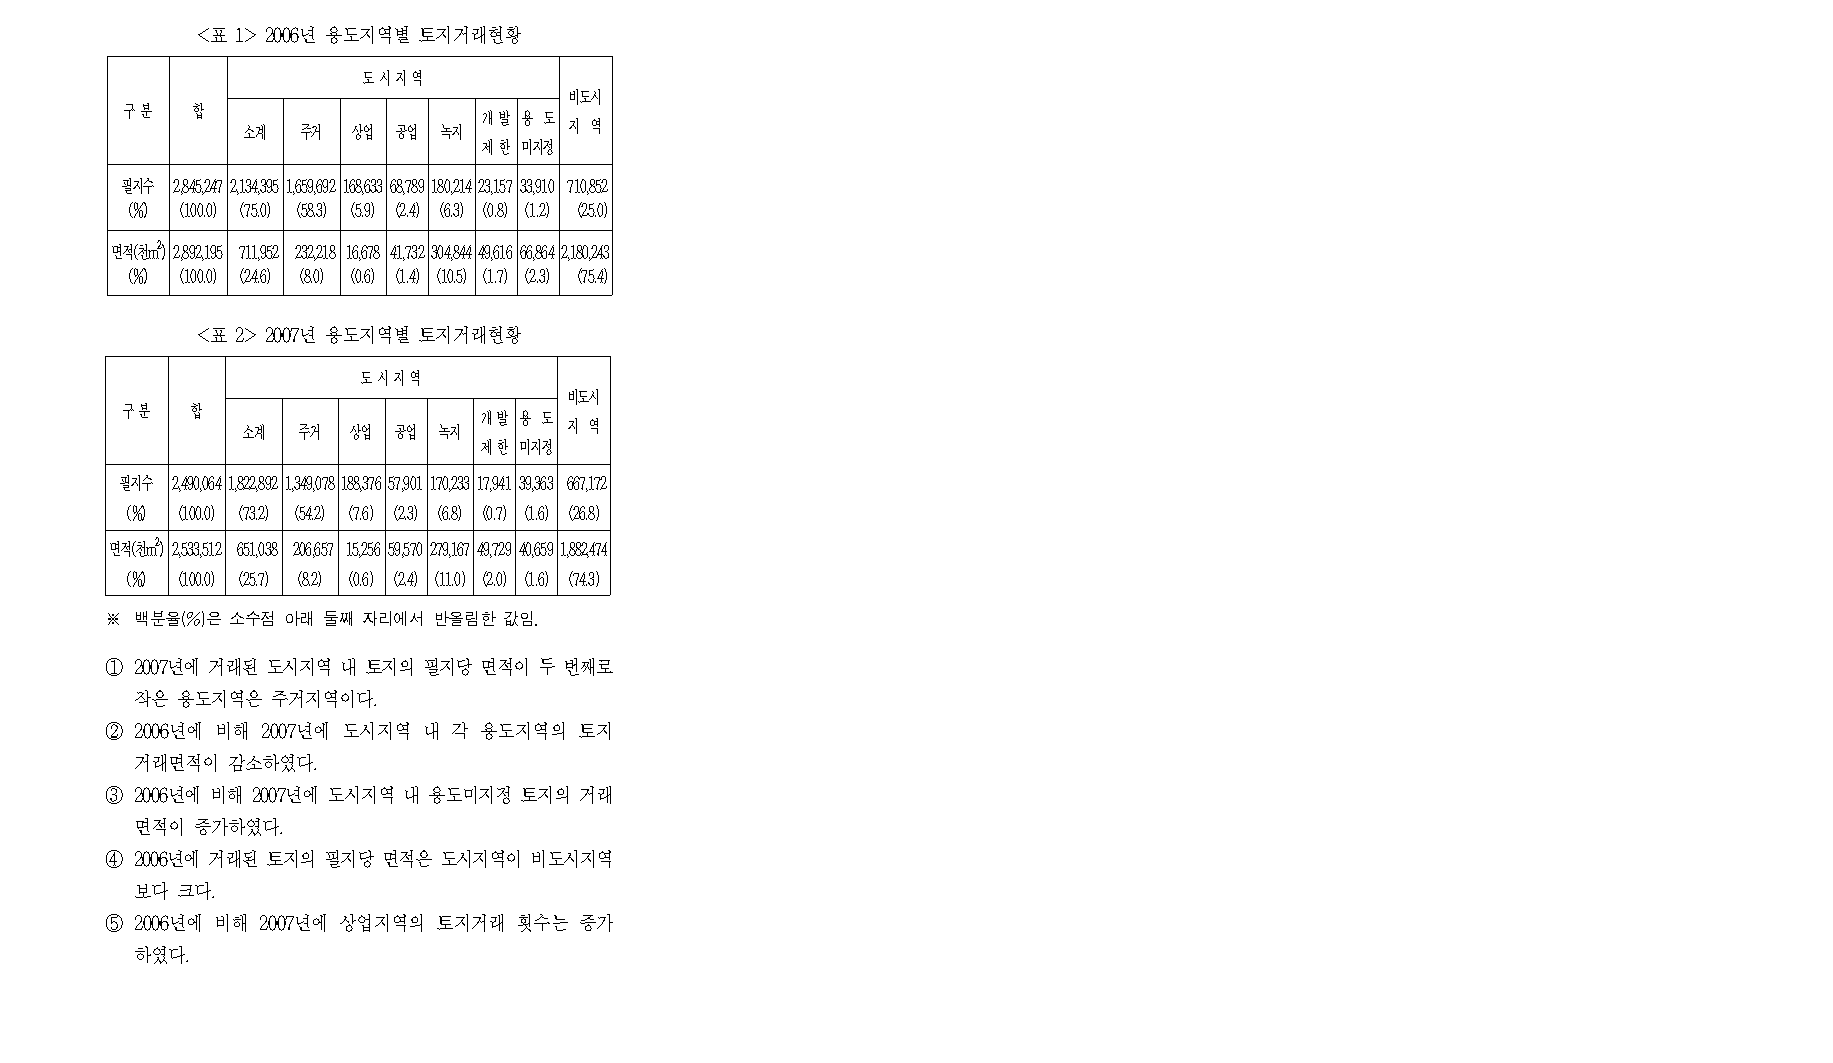 <표 1> 2006년 용도지역별 토지거래현황
구 분 합 도 시 지 역 비도시 지 역
소계 주거 상업 공업 녹지 개 발 제 한 용 도 미지정
필지수 2,845,247 2,134,395 1,659,692 168,633 68,789 180,214 23,157 33,910 710,852
(%) (100.0) (75.0) (58.3) (5.9) (2.4) (6.3) (0.8) (1.2) (25.0)
면적(천㎡) 2,892,195 711,952 232,218 16,678 41,732 304,844 49,616 66,864 2,180,243
(%) (100.0) (24.6) (8.0) (0.6) (1.4) (10.5) (1.7) (2.3) (75.4)
<표 2> 2007년 용도지역별 토지거래현황
구 분 합 도 시 지 역 비도시 지 역
소계 주거 상업 공업 녹지 개 발 제 한 용 도 미지정
필지수 2,490,064 1,822,892 1,349,078 188,376 57,901 170,233 17,941 39,363 667,172
(%) (100.0) (73.2) (54.2) (7.6) (2.3) (6.8) (0.7) (1.6) (26.8)
면적(천㎡) 2,533,512 651,038 206,657 15,256 59,570 279,167 49,729 40,659 1,882,474
(%) (100.0) (25.7) (8.2) (0.6) (2.4) (11.0) (2.0) (1.6) (74.3)
※ 백분율(%)은 소수점 아래 둘째 자리에서 반올림한 값임.
① 2007년에 거래된 도시지역 내 토지의 필지당 면적이 두 번째로
작은 용도지역은 주거지역이다.
② 2006년에 비해 2007년에 도시지역 내 각 용도지역의 토지
거래면적이 감소하였다.
③ 2006년에 비해 2007년에 도시지역 내 용도미지정 토지의 거래
면적이 증가하였다.
④ 2006년에 거래된 토지의 필지당 면적은 도시지역이 비도시지역
보다 크다.
⑤ 2006년에 비해 2007년에 상업지역의 토지거래 횟수는 증가
하였다.